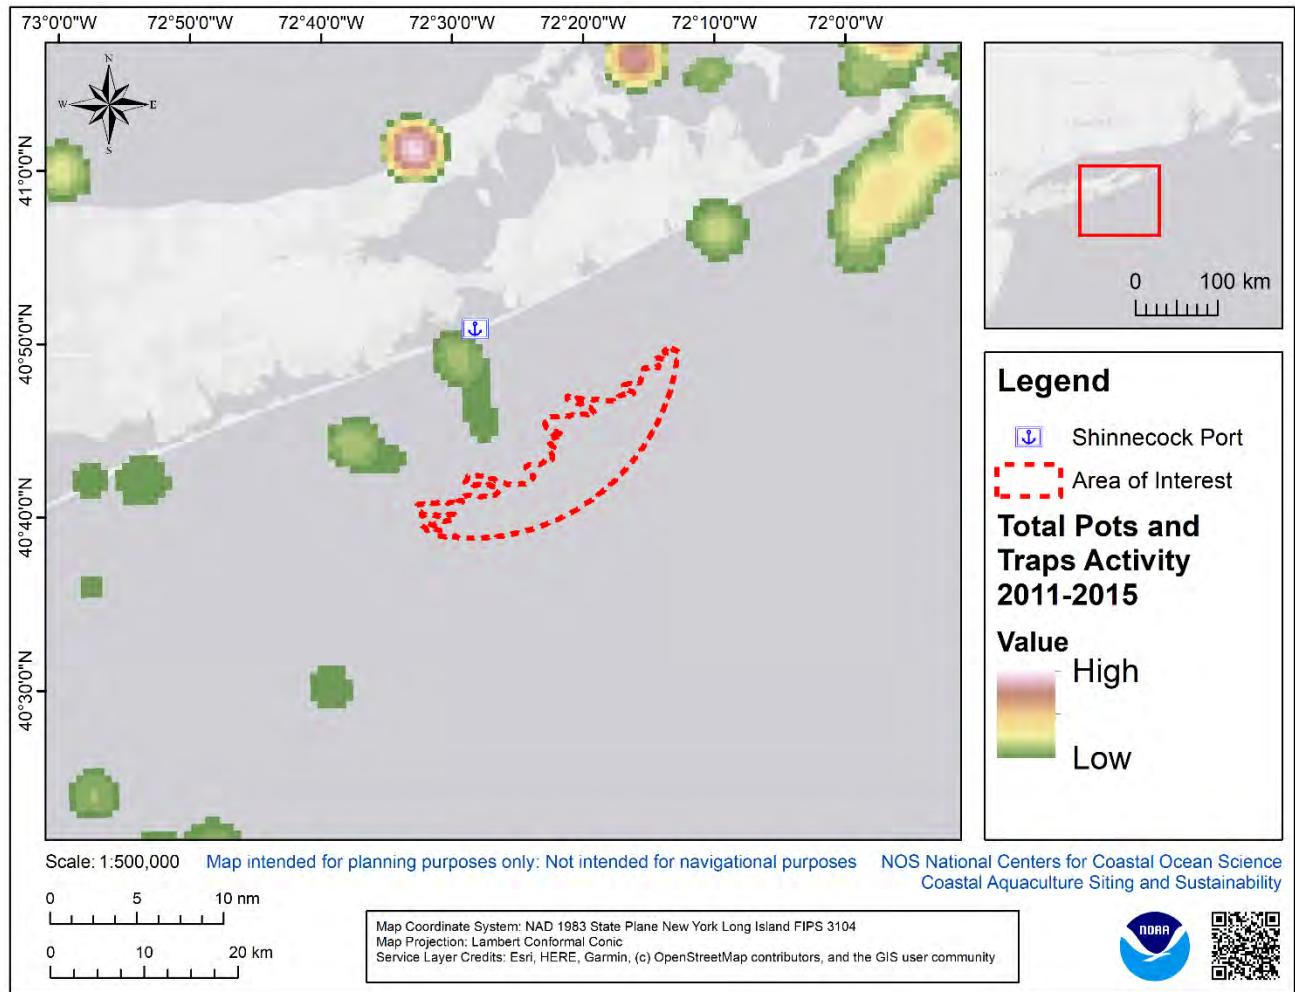 73°0'0"W 72°50'0"W 72°40'0"W 72°30'0"W 72°20'0"W 72°10'0"W 72°0'0"W
N
W E
S
41°0'0"N
40°50'0"N
40°40'0"N
40°30'0"N
0 100 km
Legend
Shinnecock Port
Area of Interest
Total Pots and
Traps Activity
2011-2015
Value
High
Low
Scale: 1:500,000 Map intended for planning purposes only: Not intended for navigational purposes
NOS National Centers for Coastal Ocean Science
Coastal Aquaculture Siting and Sustainability
0 5 10 nm
0 10 20 km
Map Coordinate System: NAD 1983 State Plane New York Long Island FIPS 3104
Map Projection: Lambert Conformal Conic
Service Layer Credits: Esri, HERE, Garmin, (c) OpenStreetMap contributors, and the GIS user community
NOAA